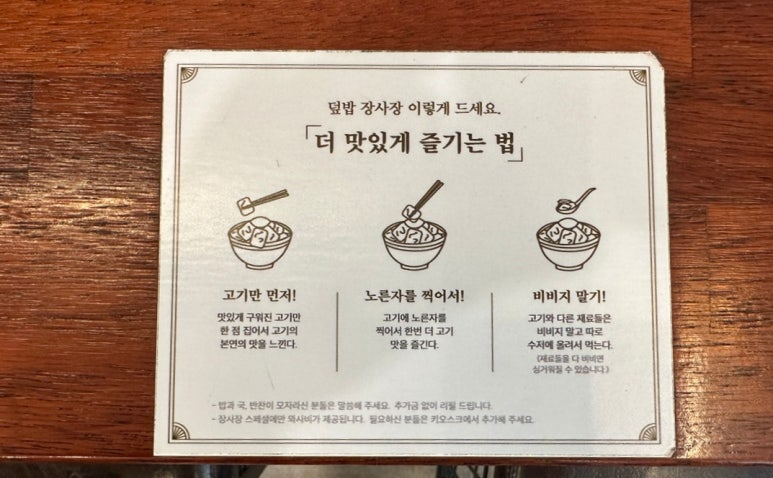 덮밥 장사장 이렇게 드세요.
「더 맛있게 즐기는 법」
고기만 먼저!
맛있게 구워진 고기만
한 점 집어서 고기의
본연의 맛을 느낀다.
노른자를 찍어서!
고기에 노른자를
찍어서 한번 더 고기
맛을 즐긴다.
비비지 말기!
고기와 다른 재료들은
비비지 말고 따로
수저에 올려서 먹는다.
(재료들을 다 비비면
싱거워질 수 있습니다.)
- 밥과 국, 반찬이 모자라신 분들은 말씀해 주세요. 추가금 없이 리필 드립니다.
- 장사장 스페셜에만 와사비가 제공됩니다. 필요하신 분들은 키오스크에서 추가해 주세요.